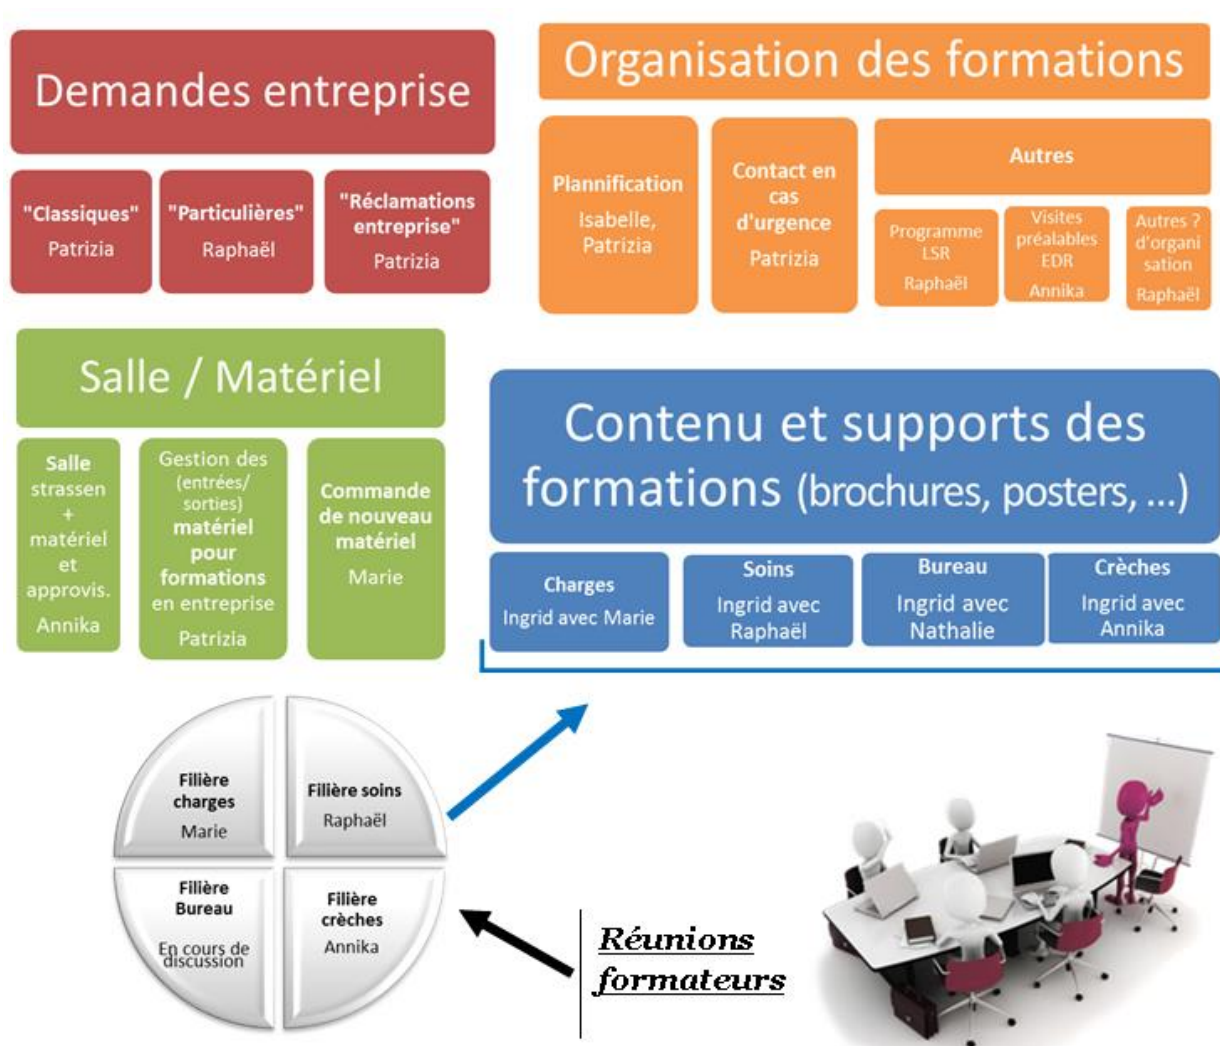 Demandes entreprise
"Classiques"
Patrizia
"Particulières"
Raphaël
"Réclamations
entreprise"
Patrizia
Organisation des formations
Plannification
Isabelle,
Patrizia
Contact en
cas
d'urgence
Patrizia
Autres
Programme
LSR
Raphaël
Visites
préalables
EDR
Annika
Autres ?
d'organi
sation
Raphaël
Salle / Matériel
Salle
strassen
+
matériel
et
approvis.
Annika
Gestion des
(entrées/
sorties)
matériel
pour
formations
en entreprise
Patrizia
Commande
de nouveau
matériel
Marie
Contenu et supports des
formations (brochures, posters, ...)
Charges
Ingrid avec Marie
Soins
Ingrid avec
Raphaël
Bureau
Ingrid avec
Nathalie
Crèches
Ingrid avec
Annika
Filière
charges
Marie
Filière soins
Raphaël
Filière
Bureau
En cours de
discussion
Filière
crèches
Annika
Réunions
formateurs